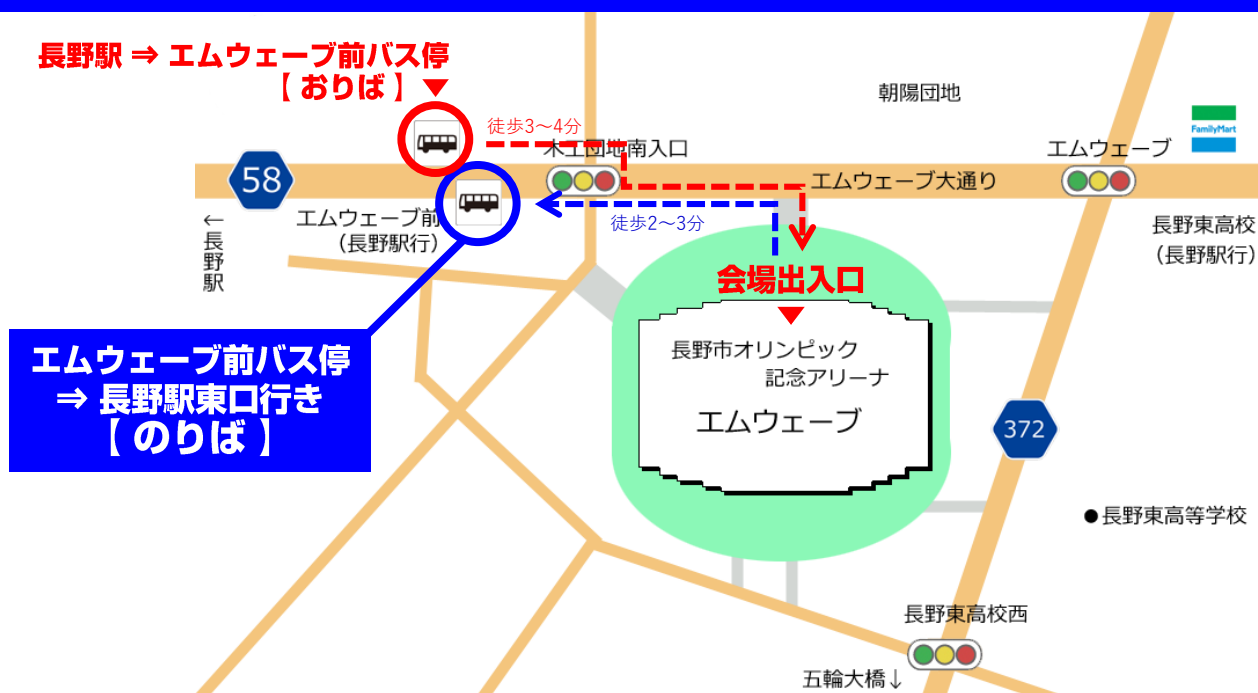 長野駅 ⇒ エムウェーブ前バス停
【 おりば 】
徒歩3～4分
木工団地南入口
朝陽団地
エムウェーブ
FamilyMart
58
エムウェーブ大通り
←長野駅
エムウェーブ前
（長野駅行）
徒歩2～3分
長野東高校
（長野駅行）
会場出入口
エムウェーブ前バス停
⇒ 長野駅東口行き
【 のりば 】
長野市オリンピック
記念アリーナ
エムウェーブ
372
●長野東高等学校
長野東高校西
五輪大橋↓